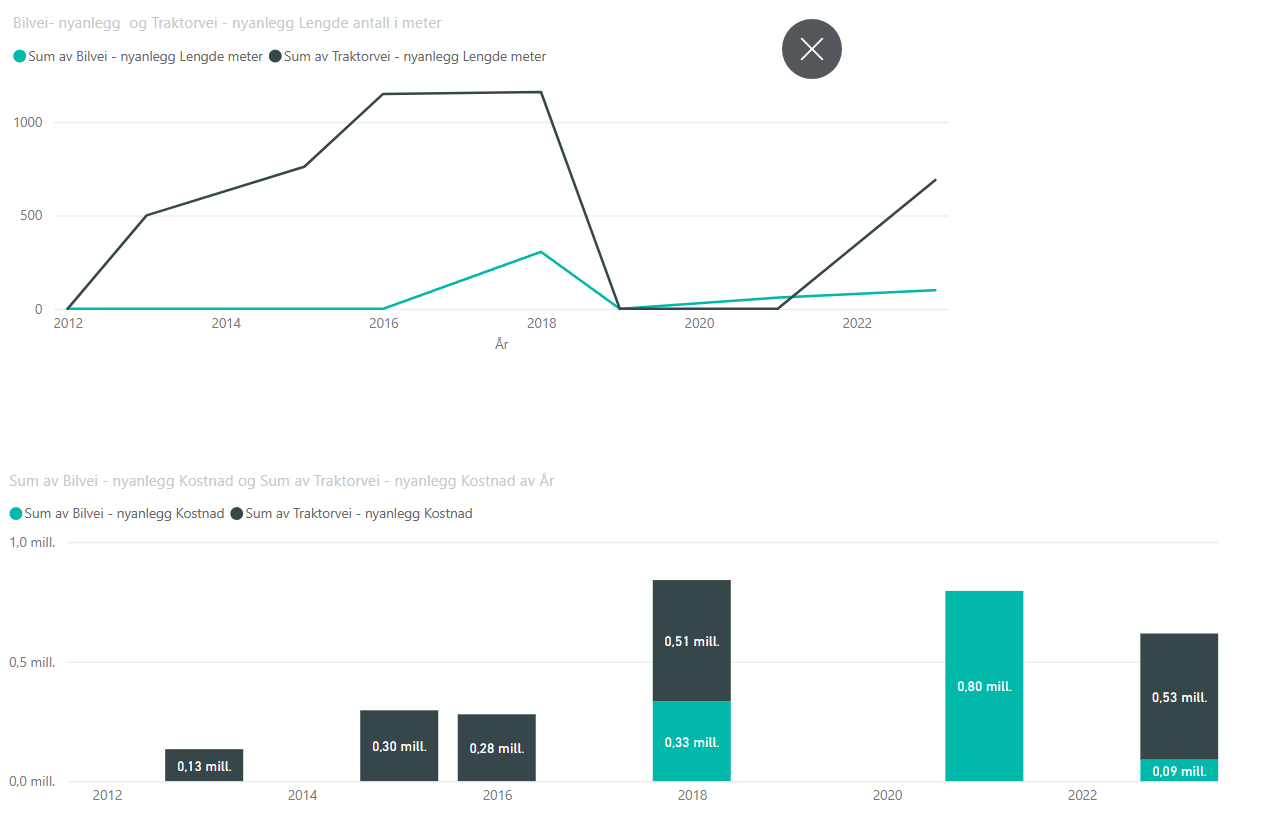 Bilvei- nyanlegg  og Traktorvei - nyanlegg Lengde antall i meter
Sum av Bilvei - nyanlegg Lengde meter Sum av Traktorvei - nyanlegg Lengde meter
1000
500
0
2012 2014 2016 2018 2020 2022
År
Sum av Bilvei - nyanlegg Kostnad og Sum av Traktorvei - nyanlegg Kostnad av År
Sum av Bilvei - nyanlegg Kostnad Sum av Traktorvei - nyanlegg Kostnad
1,0 mill.
0,5 mill.
0,0 mill.
0,13 mill.
0,30 mill.
0,28 mill.
0,51 mill.
0,33 mill.
0,80 mill.
0,53 mill.
0,09 mill.
2012 2014 2016 2018 2020 2022